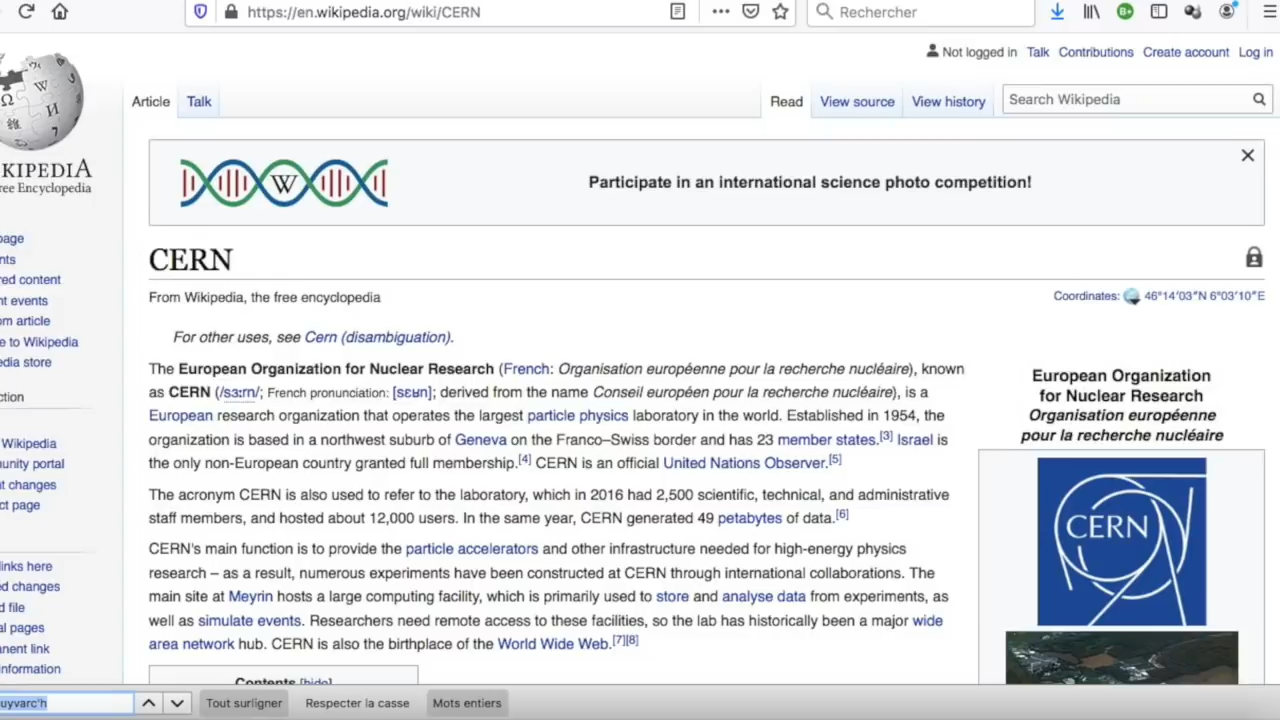 https://en.wikipedia.org/wiki/CERN
Rechercher
Not logged in Talk Contributions Create account Log in
Article Talk Read View source View history Search Wikipedia
WIKIPEDIA
Free Encyclopedia
W
Participate in an international science photo competition!
CERN
From Wikipedia, the free encyclopedia
Coordinates: 46°14′03″N 6°03′10″E
For other uses, see Cern (disambiguation).
The European Organization for Nuclear Research (French: Organisation européenne pour la recherche nucléaire), known
as CERN (/sɜːrn/; French pronunciation: [sɛʁn]; derived from the name Conseil européen pour la recherche nucléaire), is a
European research organization that operates the largest particle physics laboratory in the world. Established in 1954, the
organization is based in a northwest suburb of Geneva on the Franco–Swiss border and has 23 member states.[3] Israel is
the only non-European country granted full membership.[4] CERN is an official United Nations Observer.[5]
The acronym CERN is also used to refer to the laboratory, which in 2016 had 2,500 scientific, technical, and administrative
staff members, and hosted about 12,000 users. In the same year, CERN generated 49 petabytes of data.[6]
CERN's main function is to provide the particle accelerators and other infrastructure needed for high-energy physics
research – as a result, numerous experiments have been constructed at CERN through international collaborations. The
main site at Meyrin hosts a large computing facility, which is primarily used to store and analyse data from experiments, as
well as simulate events. Researchers need remote access to these facilities, so the lab has historically been a major wide
area network hub. CERN is also the birthplace of the World Wide Web.[7][8]
Contents [hide]
European Organization
for Nuclear Research
Organisation européenne
pour la recherche nucléaire
CERN
page
nts
red content
nt events
om article
e to Wikipedia
edia store
ction
Wikipedia
unity portal
nt changes
ct page
links here
d changes
d file
al pages
anent link
information
uyvarc'h Tout surligner Respecter la casse Mots entiers